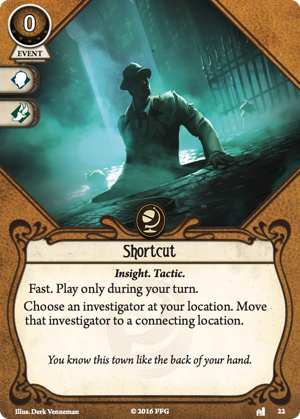 0
EVENT
Shortcut
Insight. Tactic.
Fast. Play only during your turn.
Choose an investigator at your location. Move
that investigator to a connecting location.
You know this town like the back of your hand.
Illus. Derk Venneman
© 2016 FFG
22